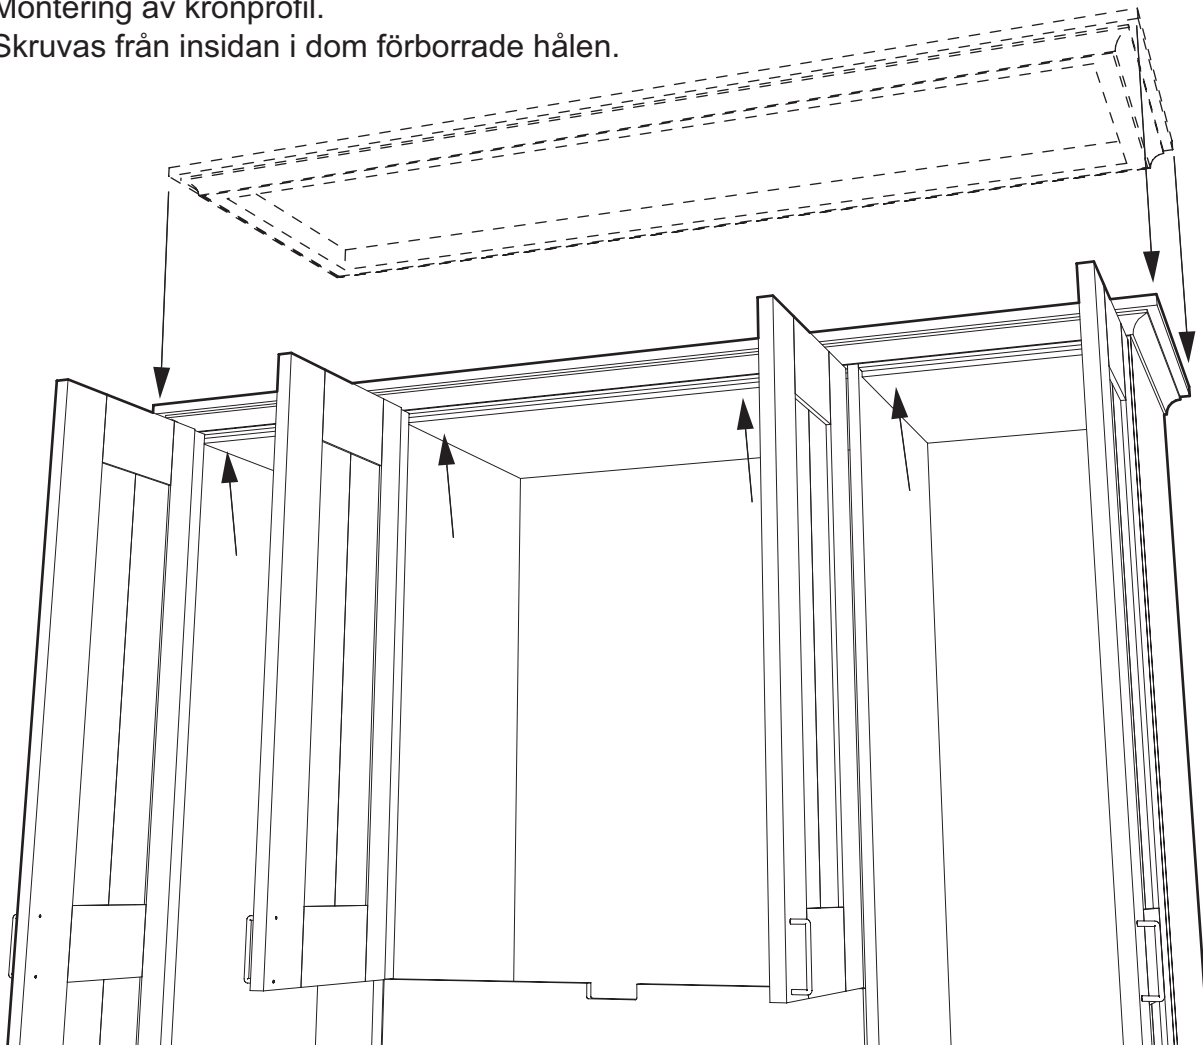 Montering av kronprofil.
Skruvas från insidan i dom förborrade hålen.